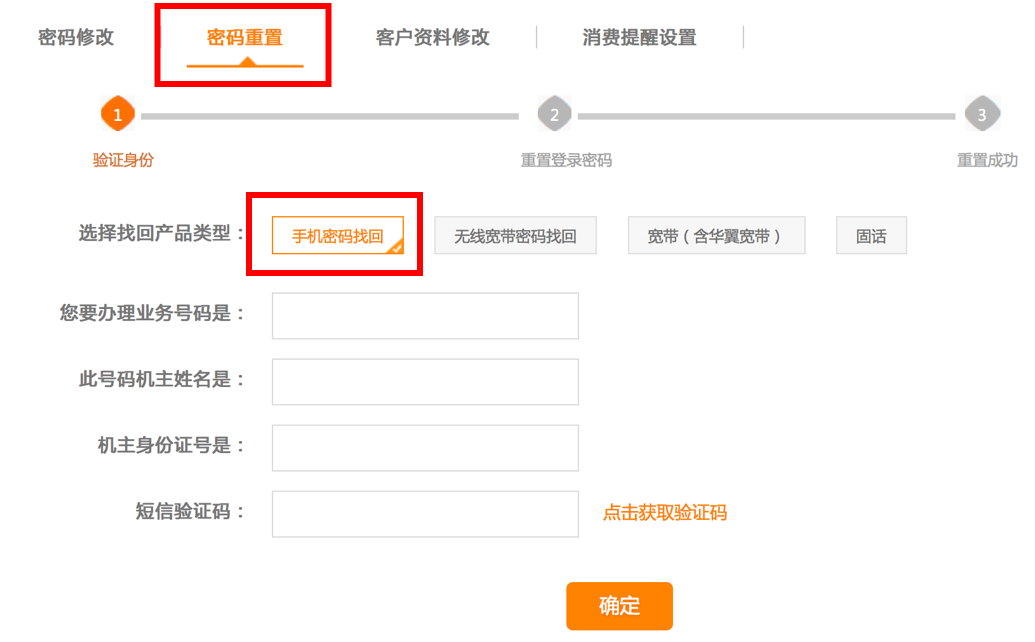 密码修改 密码重置 客户资料修改 消费提醒设置
1 2 3
验证身份 重置登录密码 重置成功
选择找回产品类型： 手机密码找回 无线宽带密码找回 宽带（含华翼宽带） 固话
您要办理业务号码是：
此号码机主姓名是：
机主身份证号是：
短信验证码： 点击获取验证码
确定